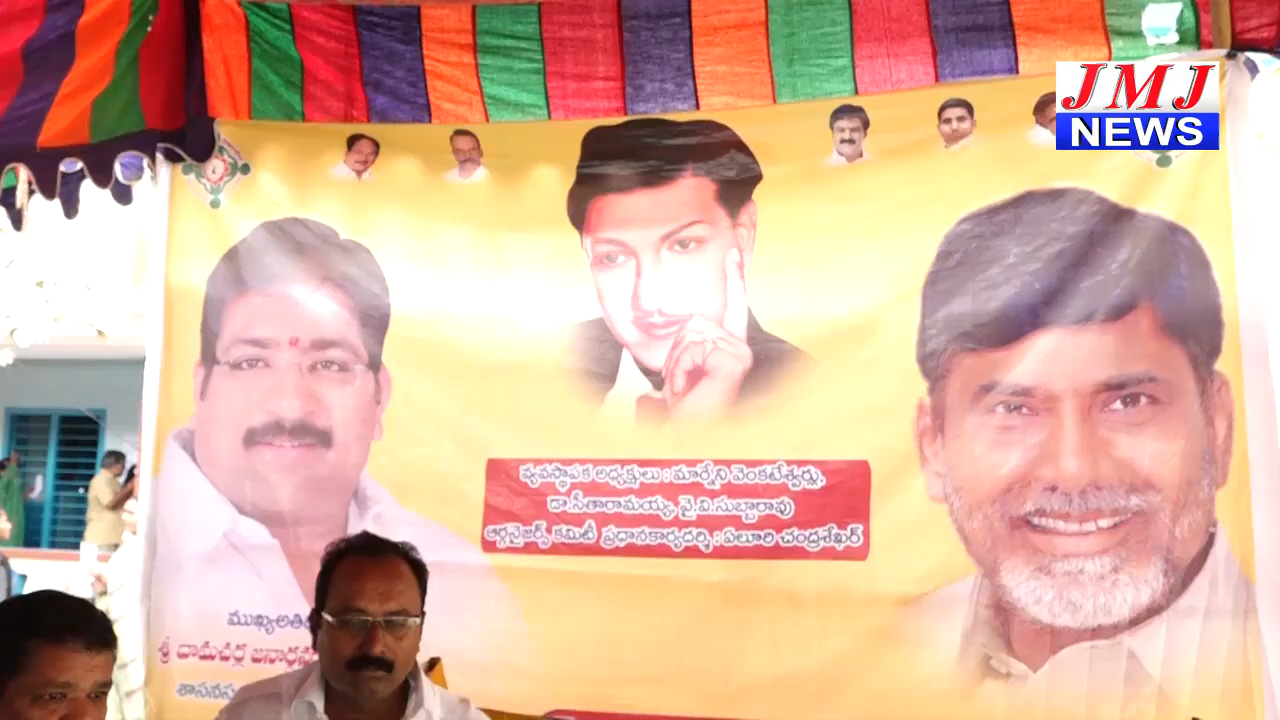 JMJ
NEWS
వ్యవస్థాపక అధ్యక్షులు : మార్నేని వెంకటేశ్వర్లు,
డా.సీతారామయ్య, వై.వి.సుబ్బారావు
ఆర్గనైజర్స్ కమిటీ ప్రధానకార్యదర్శి : ఏలూరి చంద్రశేఖర్
ముఖ్యఅతి
శ్రీ దామచర్ల జనార్ధ
శాసనస